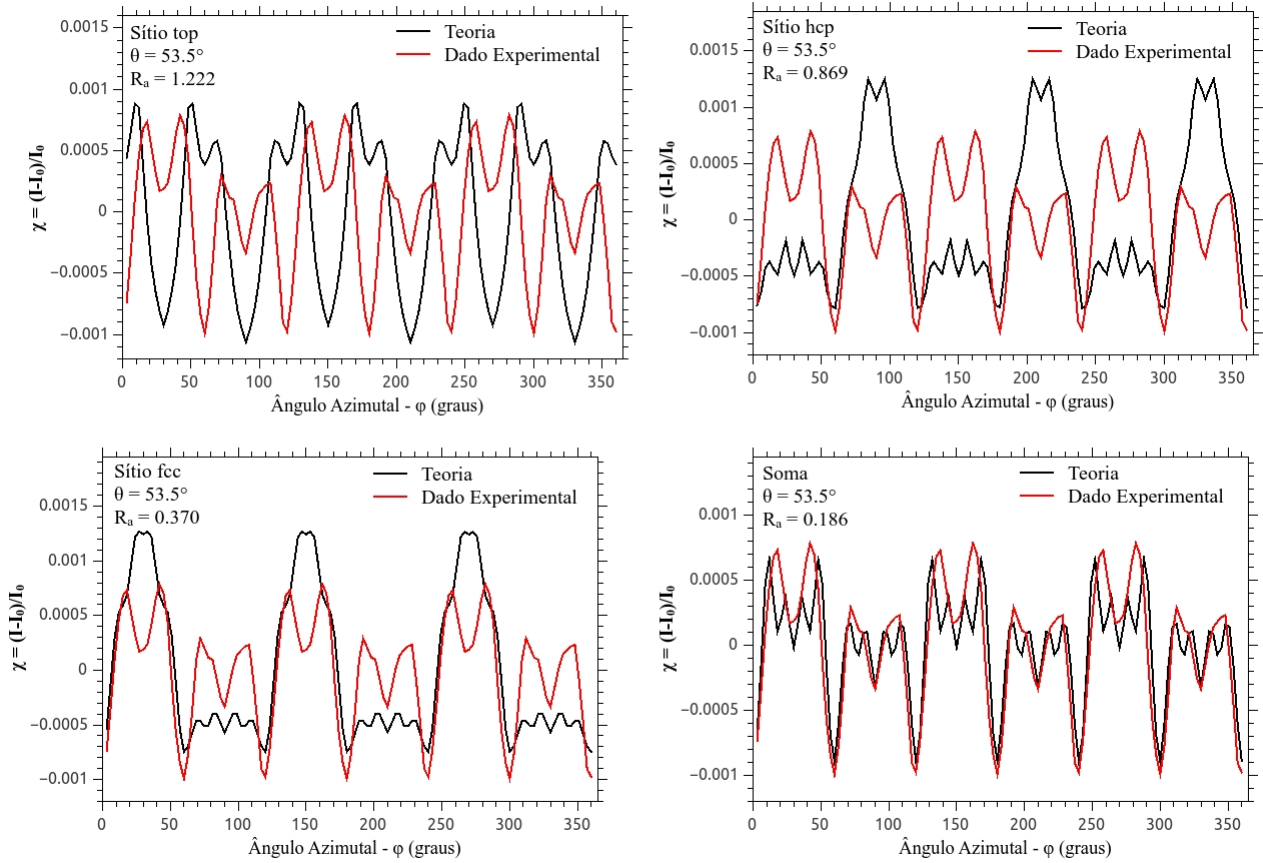 Sítio top
θ = 53.5°
Rₐ = 1.222
Teoria
Dado Experimental
χ = (I-I₀)/I₀
0.0015
0.001
0.0005
0
−0.0005
−0.001
0 50 100 150 200 250 300 350
Ângulo Azimutal - φ (graus)
Sítio hcp
θ = 53.5°
Rₐ = 0.869
Teoria
Dado Experimental
χ = (I-I₀)/I₀
0.0015
0.001
0.0005
0
−0.0005
−0.001
0 50 100 150 200 250 300 350
Ângulo Azimutal - φ (graus)
Sítio fcc
θ = 53.5°
Rₐ = 0.370
Teoria
Dado Experimental
χ = (I-I₀)/I₀
0.0015
0.001
0.0005
0
−0.0005
−0.001
0 50 100 150 200 250 300 350
Ângulo Azimutal - φ (graus)
Soma
θ = 53.5°
Rₐ = 0.186
Teoria
Dado Experimental
χ = (I-I₀)/I₀
0.001
0.0005
0
−0.0005
−0.001
0 50 100 150 200 250 300 350
Ângulo Azimutal - φ (graus)